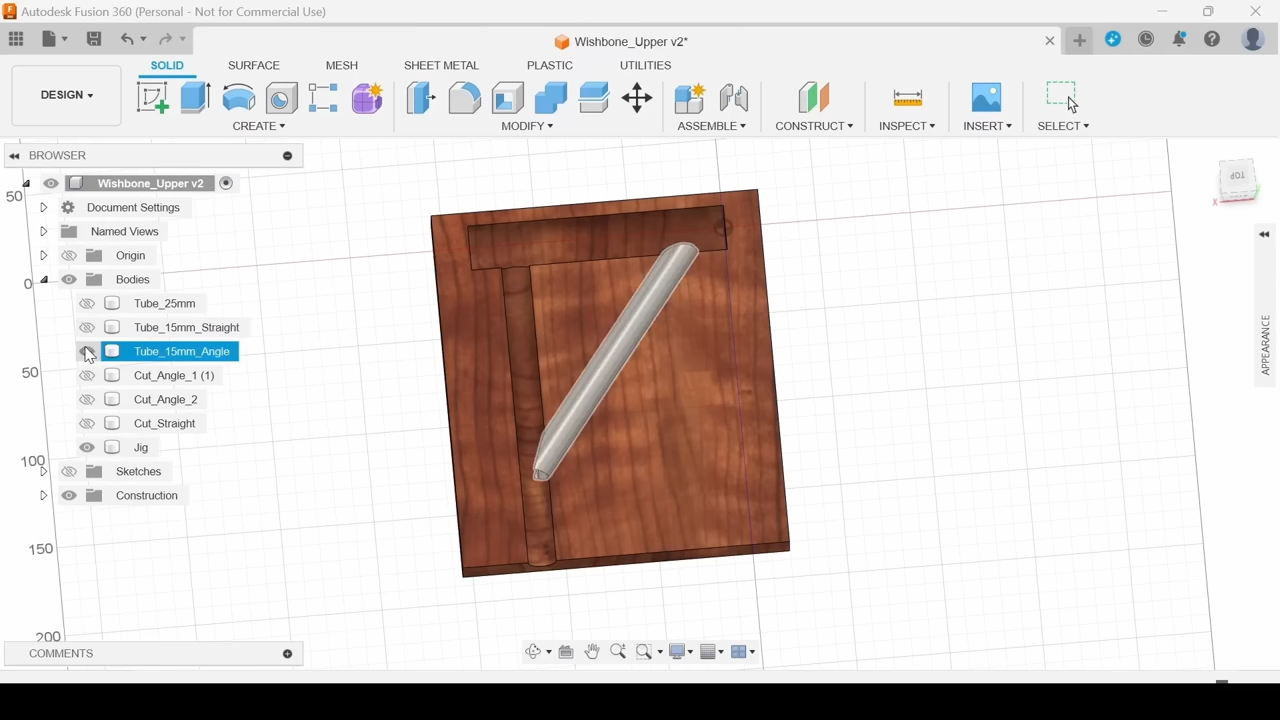 Autodesk Fusion 360 (Personal - Not for Commercial Use)
Wishbone_Upper v2*
SOLID SURFACE MESH SHEET METAL PLASTIC UTILITIES
DESIGN
CREATE MODIFY ASSEMBLE CONSTRUCT INSPECT INSERT SELECT
BROWSER
Wishbone_Upper v2
Document Settings
Named Views
Origin
Bodies
Tube_25mm
Tube_15mm_Straight
Tube_15mm_Angle
Cut_Angle_1 (1)
Cut_Angle_2
Cut_Straight
Jig
Sketches
Construction
50
0
50
100
150
200
TOP
X
APPEARANCE
COMMENTS